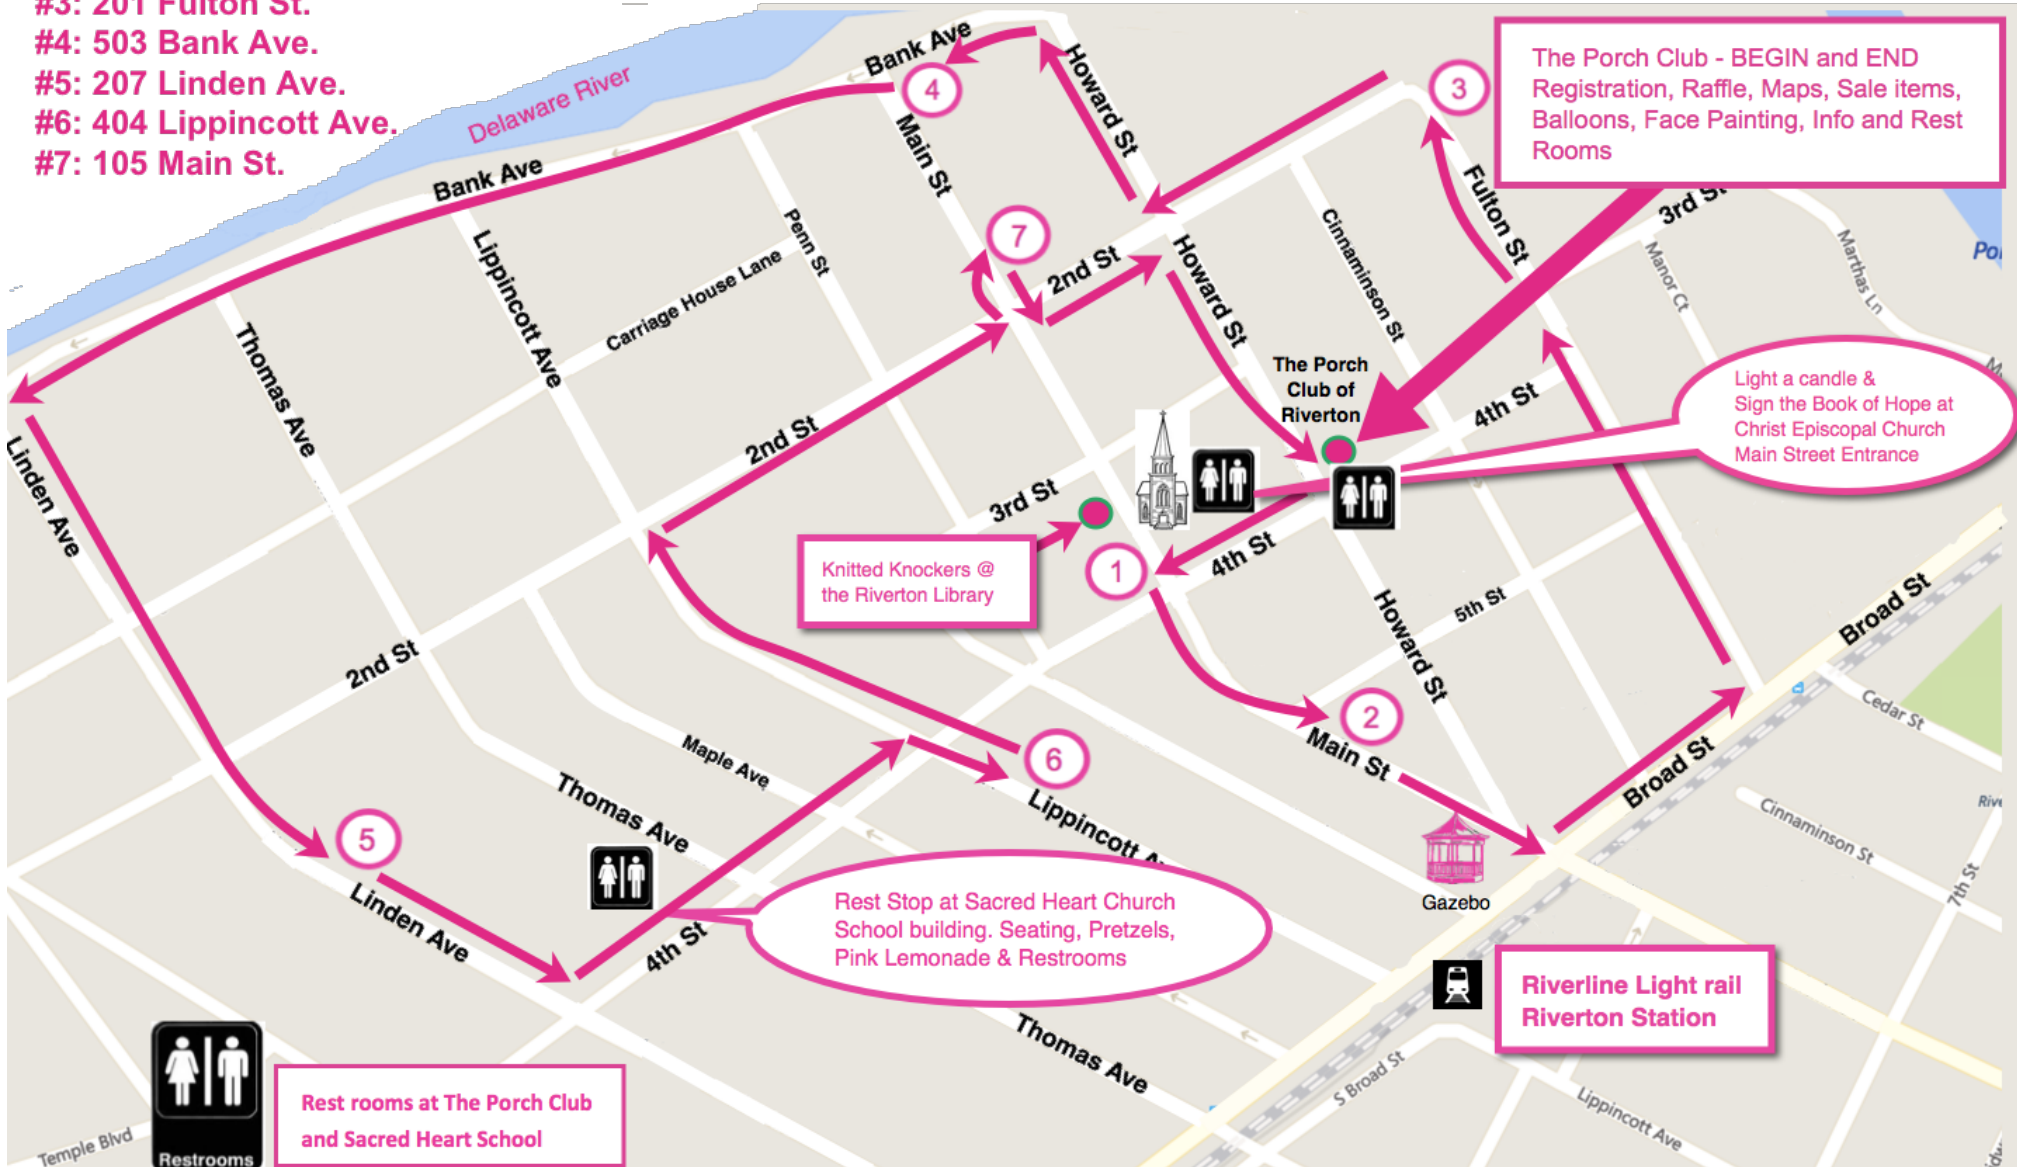 #3: 201 Fulton St.
#4: 503 Bank Ave.
#5: 207 Linden Ave.
#6: 404 Lippincott Ave.
#7: 105 Main St.
The Porch Club - BEGIN and END
Registration, Raffle, Maps, Sale items,
Balloons, Face Painting, Info and Rest
Rooms
Delaware River
Bank Ave
4
Howard St
3
Bank Ave
Main St
Fulton St
3rd St
Penn St
7
2nd St
Howard St
Cinnaminson St
Manor Ct
Marthas Ln
Lippincott Ave
Carriage House Lane
Thomas Ave
The Porch
Club of
Riverton
4th St
Light a candle &
Sign the Book of Hope at
Christ Episcopal Church
Main Street Entrance
Linden Ave
2nd St
3rd St
Knitted Knockers @
the Riverton Library
1
4th St
5th St
Howard St
Broad St
2nd St
2
Main St
Cedar St
Maple Ave
6
Lippincott
Broad St
Thomas Ave
Cinnaminson St
7th St
5
Gazebo
Linden Ave
4th St
Rest Stop at Sacred Heart Church
School building. Seating, Pretzels,
Pink Lemonade & Restrooms
Riverline Light rail
Riverton Station
Thomas Ave
S Broad St
Lippincott Ave
Temple Blvd
Restrooms
Rest rooms at The Porch Club
and Sacred Heart School